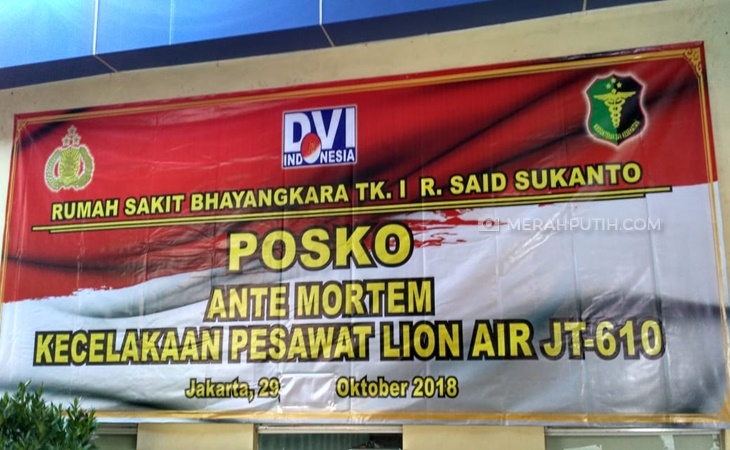 DVI
INDONESIA
RUMAH SAKIT BHAYANGKARA TK. I R. SAID SUKANTO
MERAHPUTIH.COM
POSKO
ANTE MORTEM
KECELAKAAN PESAWAT LION AIR JT-610
Jakarta, 29 Oktober 2018